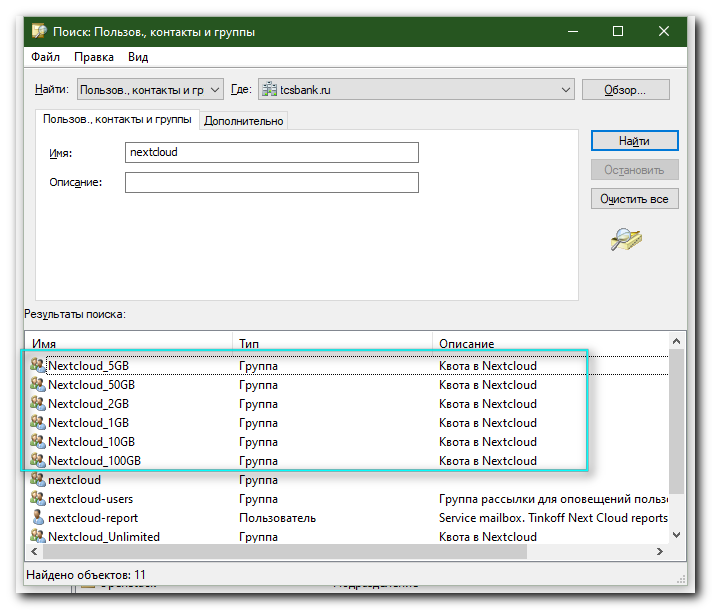 Поиск: Пользов., контакты и группы
Файл Правка Вид
Найти: Пользов., контакты и гр Где: tcsbank.ru Обзор...
Пользов., контакты и группы Дополнительно
Имя: nextcloud
Описание:
Найти
Остановить
Очистить все
Результаты поиска:
Имя Тип Описание
Nextcloud_5GB Группа Квота в Nextcloud
Nextcloud_50GB Группа Квота в Nextcloud
Nextcloud_2GB Группа Квота в Nextcloud
Nextcloud_1GB Группа Квота в Nextcloud
Nextcloud_10GB Группа Квота в Nextcloud
Nextcloud_100GB Группа Квота в Nextcloud
nextcloud Группа
nextcloud-users Группа Группа рассылки для оповещений польз
nextcloud-report Пользователь Service mailbox. Tinkoff Next Cloud reports
Nextcloud_Unlimited Группа Квота в Nextcloud
Найдено объектов: 11